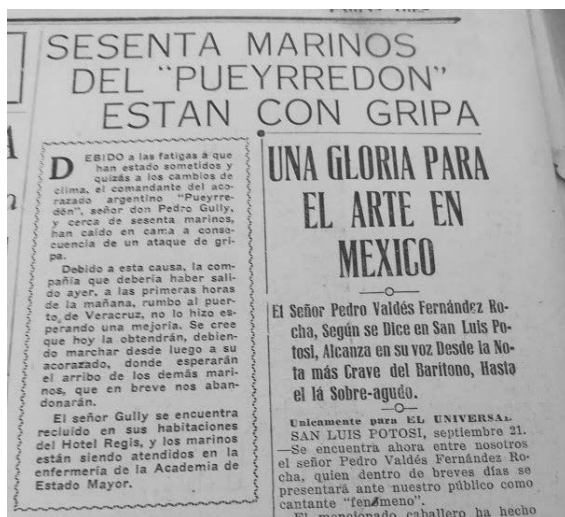 SESENTA MARINOS
DEL "PUEYRREDON"
ESTAN CON GRIPA
DEBIDO a las fatigas á que
han estado sometidos y
quizás a los cambios de
clima, el comandante del aco-
razado argentino "Pueyrre-
dón", señor don Pedro Gully,
y cerca de sesenta marinos,
han caído en cama a conse-
cuencia de un ataque de gri-
pa.
Debido a esta causa, la com-
pañía que debería haber sali-
do ayer, a las primeras horas
de la mañana, rumbo al puer-
to de Veracruz, no lo hizo es-
perando una mejoría. Se cree
que hoy la obtendrán, debien-
do marchar desde luego a su
acorazado, donde esperarán
el arribo de los demás mari-
nos, que en breve nos aban-
donarán.
El señor Gully se encuentra
recluído en sus habitaciones
del Hotel Regis, y los marinos
están siendo atendidos en la
enfermería de la Academia de
Estado Mayor.
UNA GLORIA PARA
EL ARTE EN
MEXICO
El Señor Pedro Valdés Fernández Ro-
cha, Según se Dice en San Luis Po-
tosí, Alcanza en su voz Desde la No-
ta más Crave del Barítono, Hasta
el lá Sobre-agudo.
Unicamente para EL UNIVERSAL
SAN LUIS POTOSI, septiembre 21.
—Se encuentra ahora entre nosotros
el señor Pedro Valdés Fernández Ro-
cha, quien dentro de breves días se
presentará ante nuestro público como
cantante "fenómeno".
El mencionado caballero ha hecho